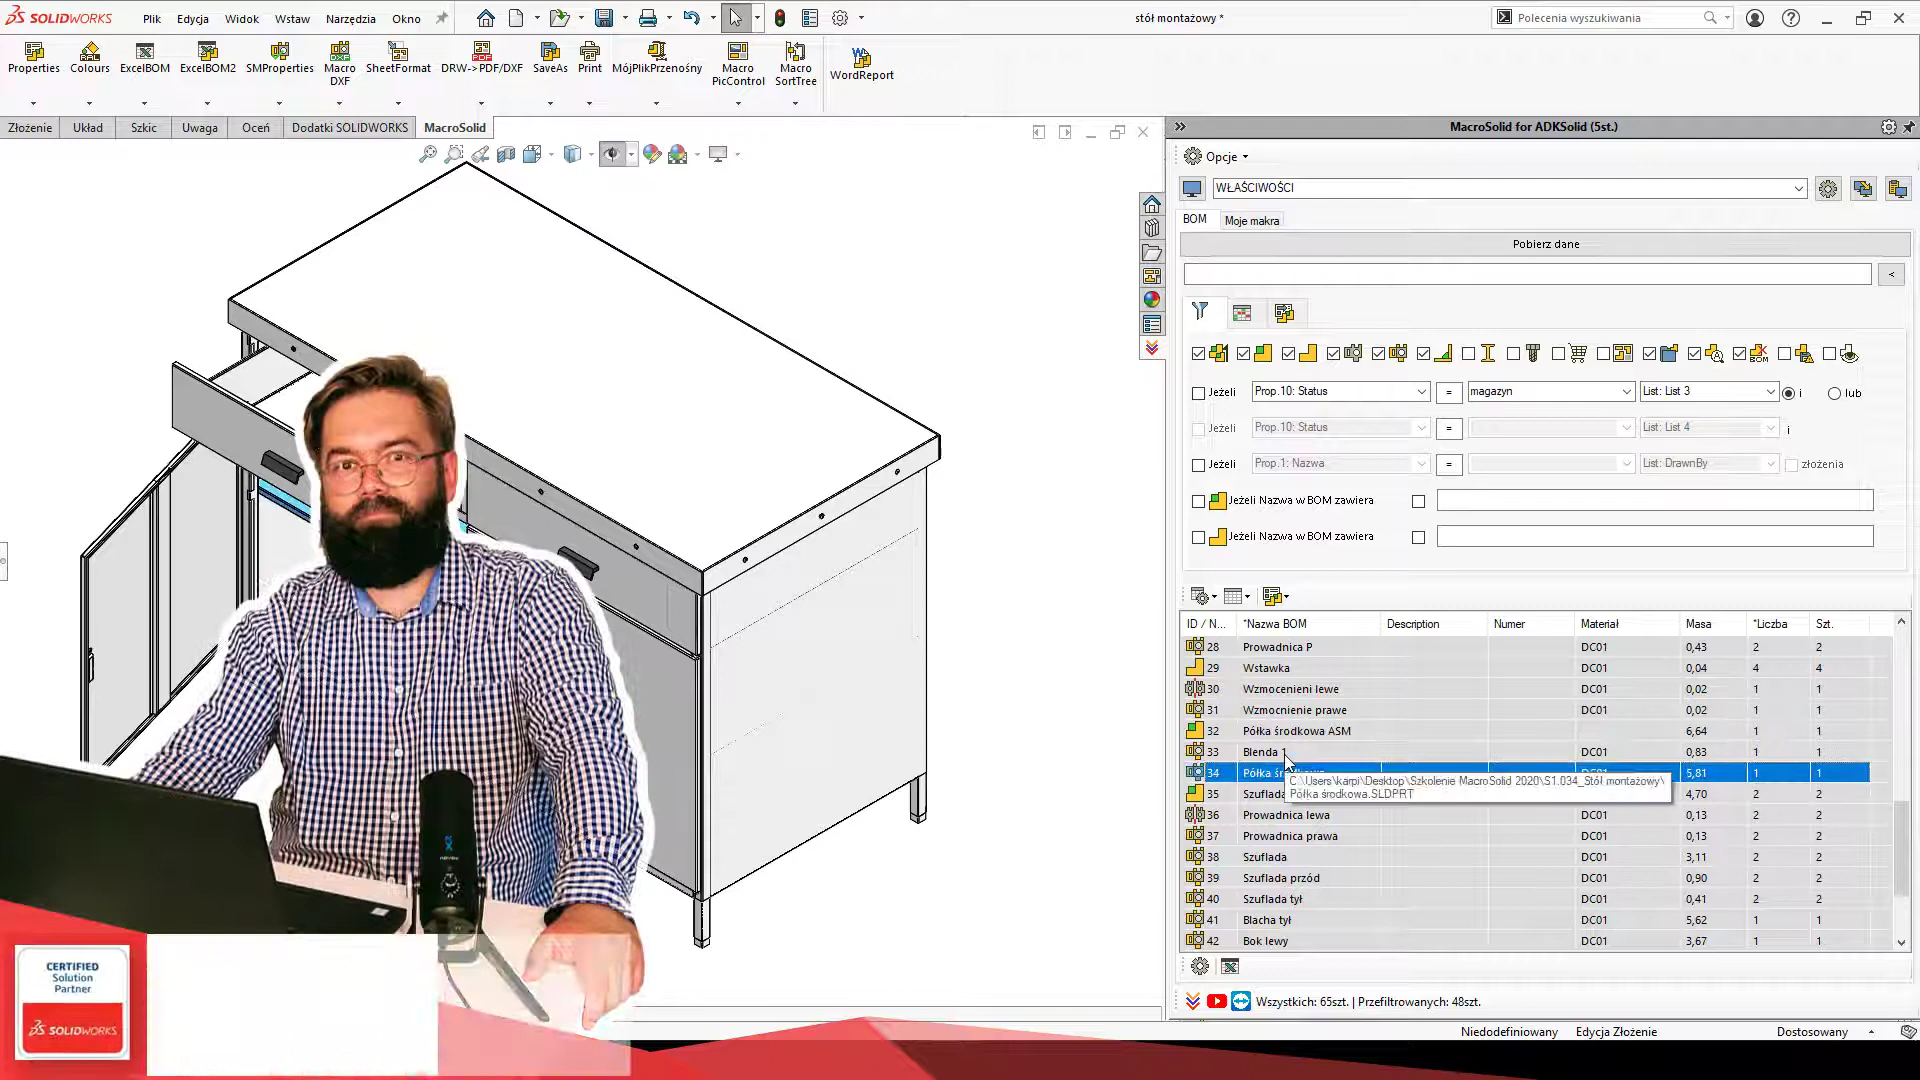 SOLIDWORKS Plik Edycja Widok Wstaw Narzędzia Okno stół montażowy * Polecenia wyszukiwania
Properties Colours ExcelBOM ExcelBOM2 SMProperties Macro DXF SheetFormat DRW->PDF/DXF SaveAs Print MójPlikPrzenośny Macro PicControl Macro SortTree WordReport
Złożenie Układ Szkic Uwaga Oceń Dodatki SOLIDWORKS MacroSolid
MacroSolid for ADKSolid (5st.)
Opcje
WŁAŚCIWOŚCI
BOM Moje makra
Pobierz dane
<
Jeżeli Prop.10: Status = magazyn List: List 3 i lub
Jeżeli Prop.10: Status = List: List 4 i
Jeżeli Prop.1: Nazwa = List: DrawnBy złożenia
Jeżeli Nazwa w BOM zawiera
Jeżeli Nazwa w BOM zawiera
ID / N... *Nazwa BOM Description Numer Materiał Masa *Liczba Szt.
28 Prowadnica P DC01 0,43 2 2
29 Wstawka DC01 0,04 4 4
30 Wzmocenieni lewe DC01 0,02 1 1
31 Wzmocnienie prawe DC01 0,02 1 1
32 Półka środkowa ASM 6,64 1 1
33 Blenda 1 DC01 0,83 1 1
34 Półka 5,81 1 1
C:\Users\karpi\Desktop\Szkolenie MacroSolid 2020\S1.034_Stół montażowy\
Półka środkowa.SLDPRT
35 Szuflada 4,70 2 2
36 Prowadnica lewa DC01 0,13 2 2
37 Prowadnica prawa DC01 0,13 2 2
38 Szuflada DC01 3,11 2 2
39 Szuflada przód DC01 0,90 2 2
40 Szuflada tył DC01 0,41 2 2
41 Blacha tył DC01 5,62 1 1
42 Bok lewy DC01 3,67 1 1
Wszystkich: 65szt. | Przefiltrowanych: 48szt.
Niedodefiniowany Edycja Złożenie Dostosowany
CERTIFIED
Solution
Partner
SOLIDWORKS